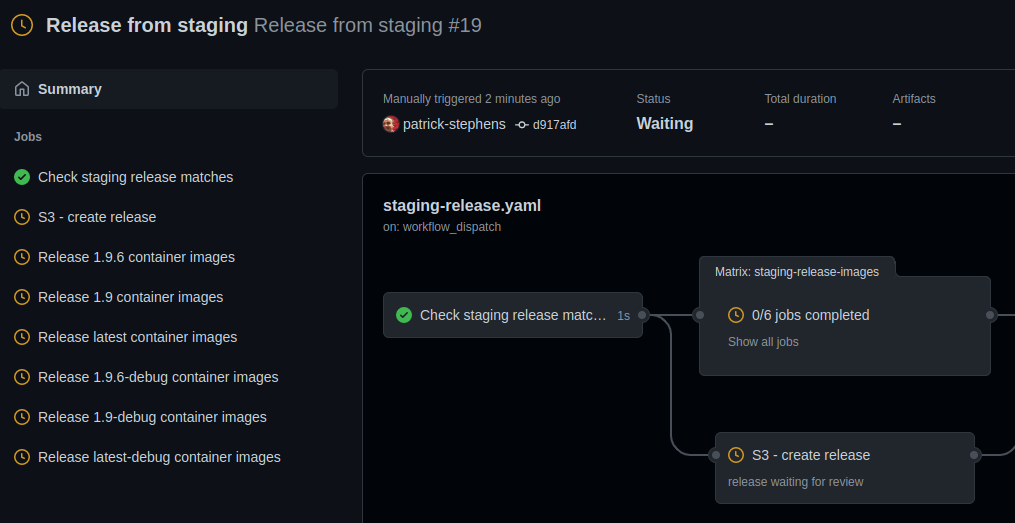 Release from staging Release from staging #19
Summary
Jobs
Check staging release matches
S3 - create release
Release 1.9.6 container images
Release 1.9 container images
Release latest container images
Release 1.9.6-debug container images
Release 1.9-debug container images
Release latest-debug container images
Manually triggered 2 minutes ago
patrick-stephens d917afd
Status
Waiting
Total duration
–
Artifacts
–
staging-release.yaml
on: workflow_dispatch
Check staging release matc... 1s
Matrix: staging-release-images
0/6 jobs completed
Show all jobs
S3 - create release
release waiting for review